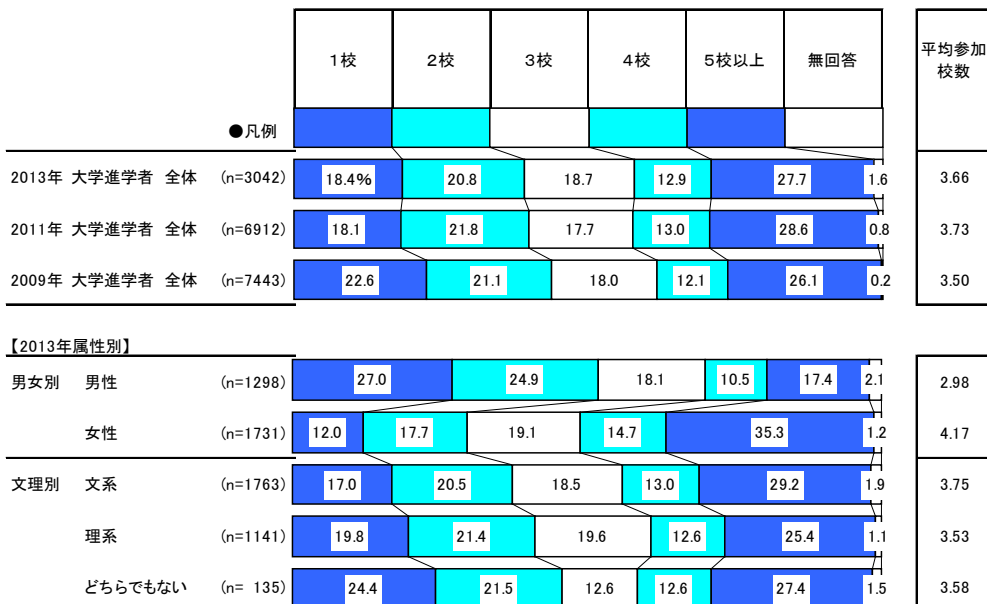 1校 2校 3校 4校 5校以上 無回答 平均参加校数
●凡例
2013年 大学進学者 全体 (n=3042) 18.4% 20.8 18.7 12.9 27.7 1.6 3.66
2011年 大学進学者 全体 (n=6912) 18.1 21.8 17.7 13.0 28.6 0.8 3.73
2009年 大学進学者 全体 (n=7443) 22.6 21.1 18.0 12.1 26.1 0.2 3.50
【2013年属性別】
男女別 男性 (n=1298) 27.0 24.9 18.1 10.5 17.4 2.1 2.98
女性 (n=1731) 12.0 17.7 19.1 14.7 35.3 1.2 4.17
文理別 文系 (n=1763) 17.0 20.5 18.5 13.0 29.2 1.9 3.75
理系 (n=1141) 19.8 21.4 19.6 12.6 25.4 1.1 3.53
どちらでもない (n= 135) 24.4 21.5 12.6 12.6 27.4 1.5 3.58